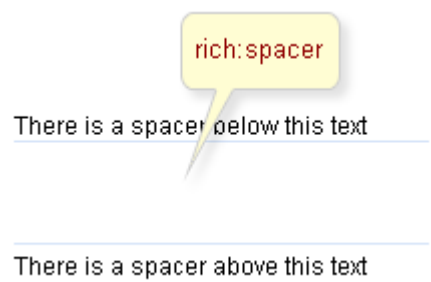 rich:spacer
There is a spacer below this text
There is a spacer above this text